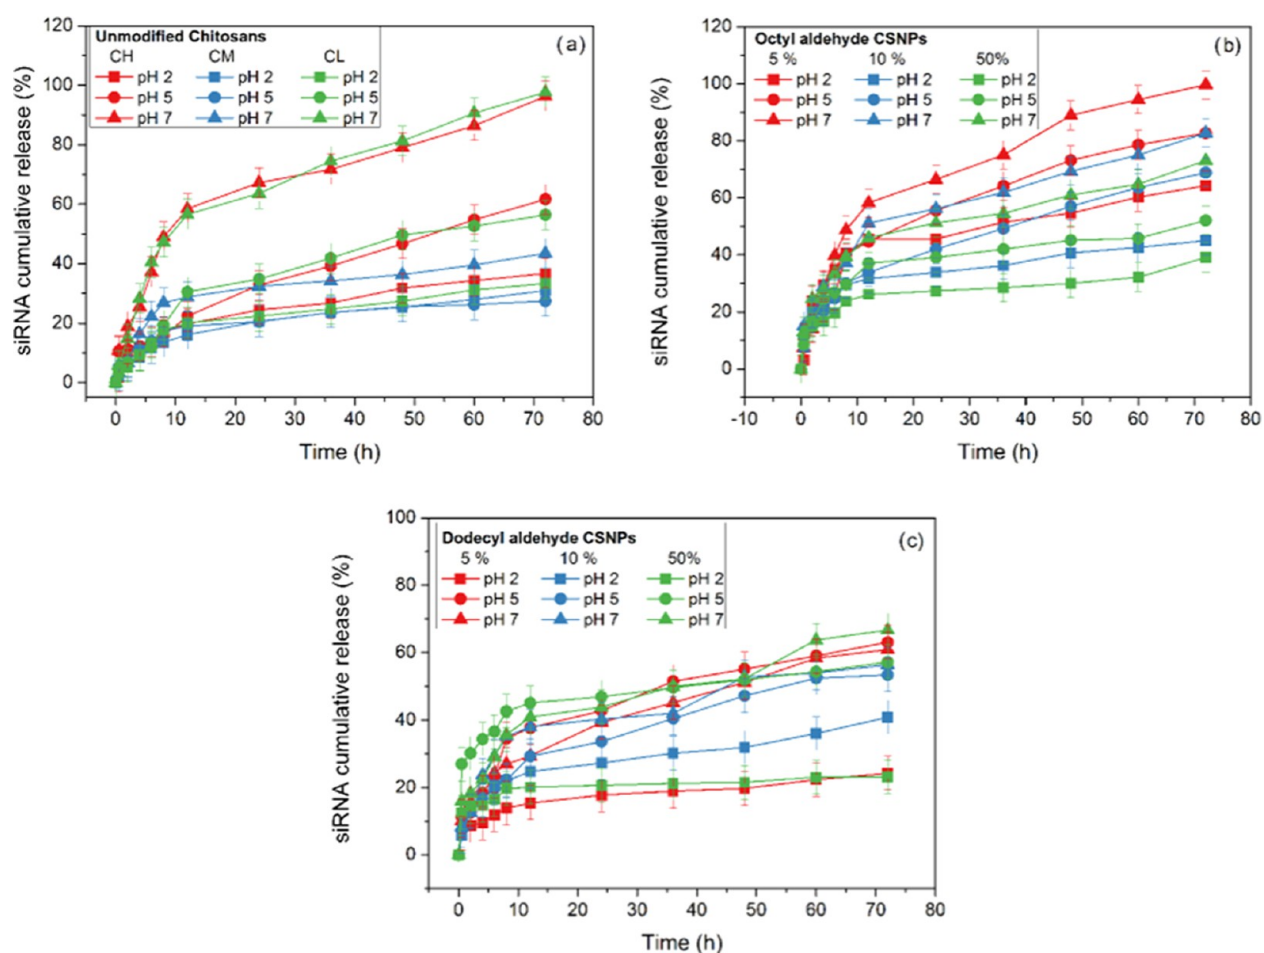 (a)
Unmodified Chitosans
CH CM CL
pH 2 pH 2 pH 2
pH 5 pH 5 pH 5
pH 7 pH 7 pH 7
siRNA cumulative release (%)
120
100
80
60
40
20
0
0 10 20 30 40 50 60 70 80
Time (h)
(b)
Octyl aldehyde CSNPs
5 % 10 % 50%
pH 2 pH 2 pH 2
pH 5 pH 5 pH 5
pH 7 pH 7 pH 7
siRNA cumulative release (%)
120
100
80
60
40
20
0
-10 0 10 20 30 40 50 60 70 80
Time (h)
(c)
Dodecyl aldehyde CSNPs
5 % 10 % 50%
pH 2 pH 2 pH 2
pH 5 pH 5 pH 5
pH 7 pH 7 pH 7
siRNA cumulative release (%)
100
80
60
40
20
0
0 10 20 30 40 50 60 70 80
Time (h)